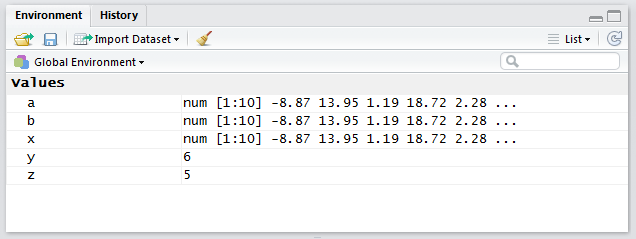 Environment History
Import Dataset List
Global Environment
Values
a num [1:10] -8.87 13.95 1.19 18.72 2.28 ...
b num [1:10] -8.87 13.95 1.19 18.72 2.28 ...
x num [1:10] -8.87 13.95 1.19 18.72 2.28 ...
y 6
z 5